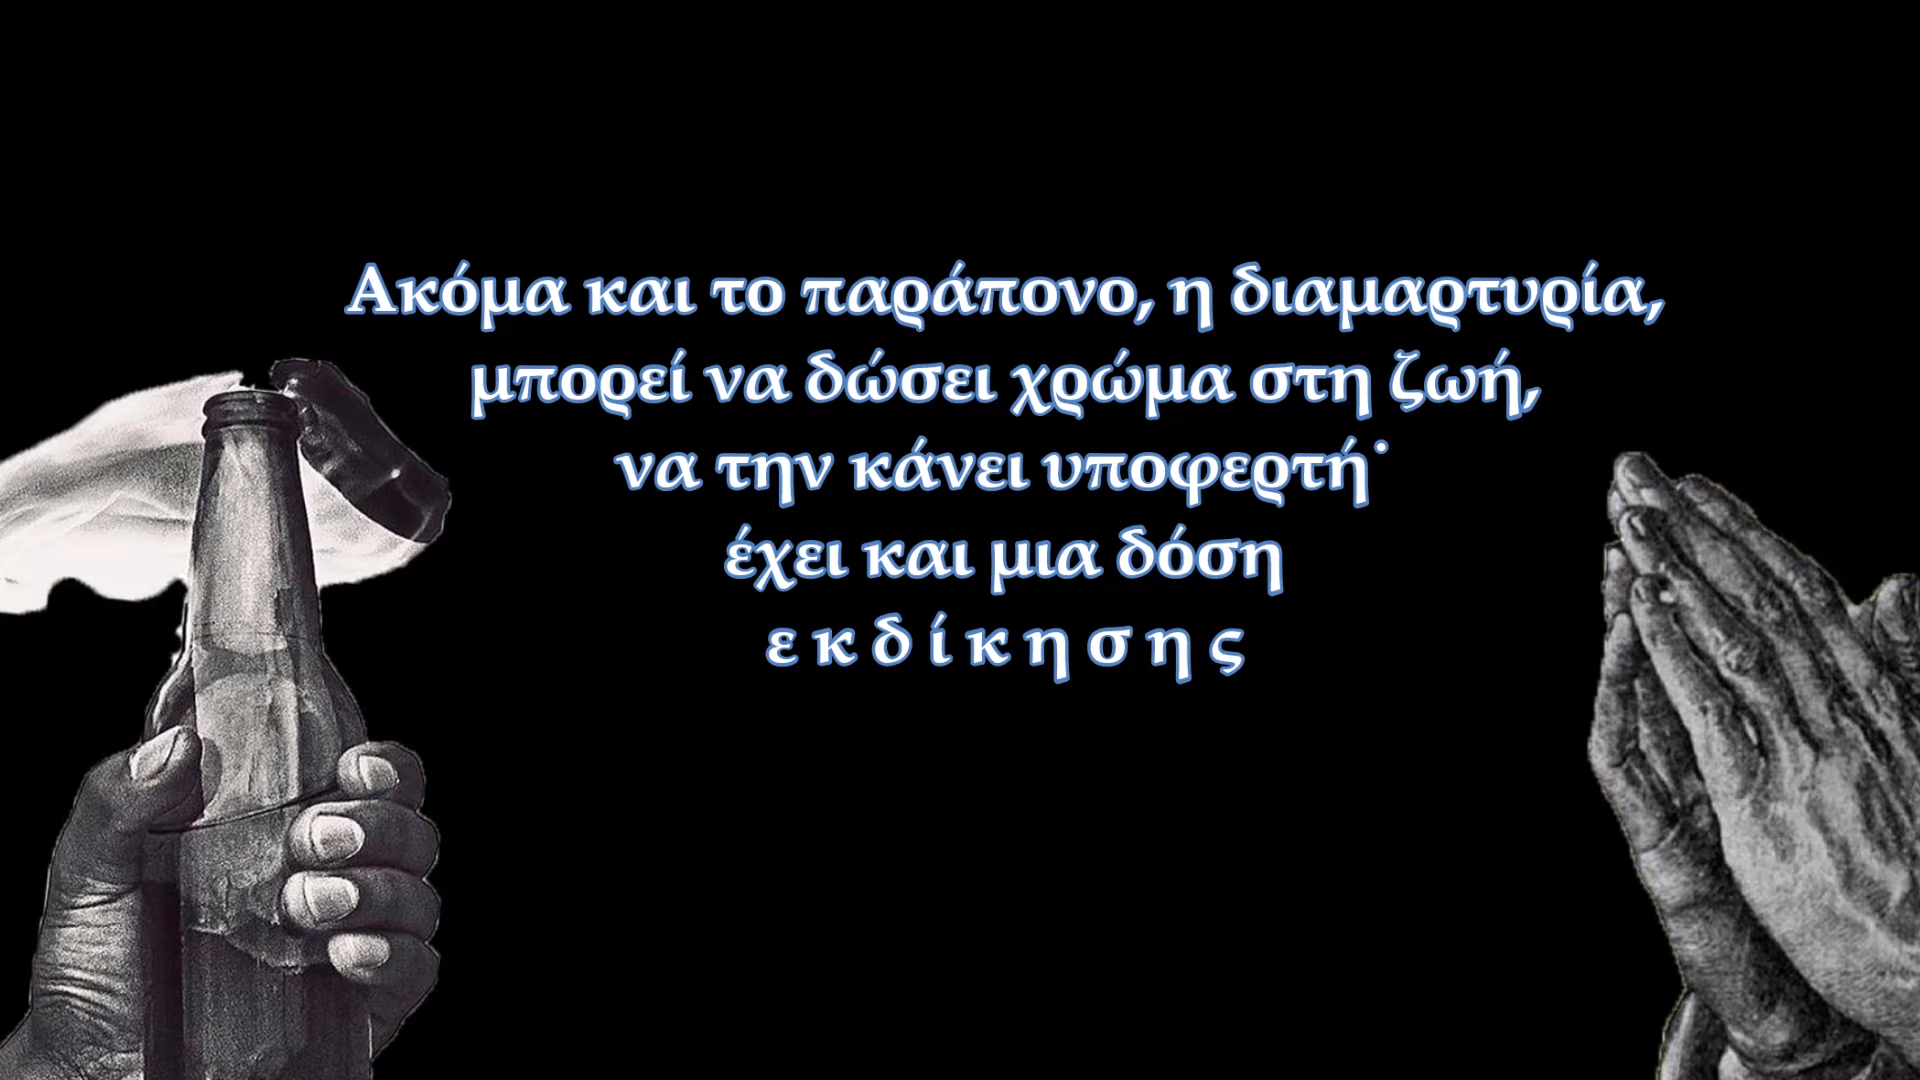 Ακόμα και το παράπονο, η διαμαρτυρία,
μπορεί να δώσει χρώμα στη ζωή,
να την κάνει υποφερτή˙
έχει και μια δόση
ε κ δ ί κ η σ η ς